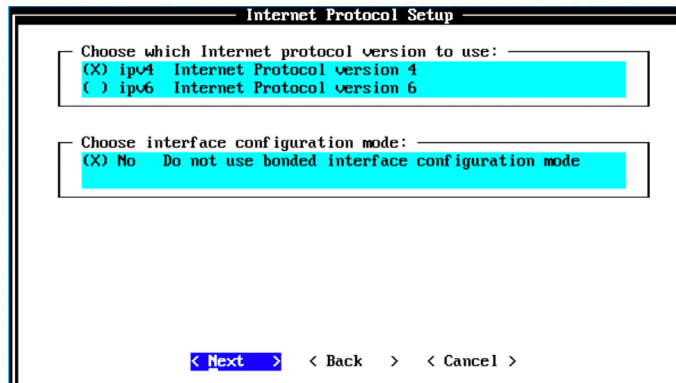 Internet Protocol Setup
Choose which Internet protocol version to use:
(X) ipv4 Internet Protocol version 4
( ) ipv6 Internet Protocol version 6
Choose interface configuration mode:
(X) No Do not use bonded interface configuration mode
< Next > < Back > < Cancel >